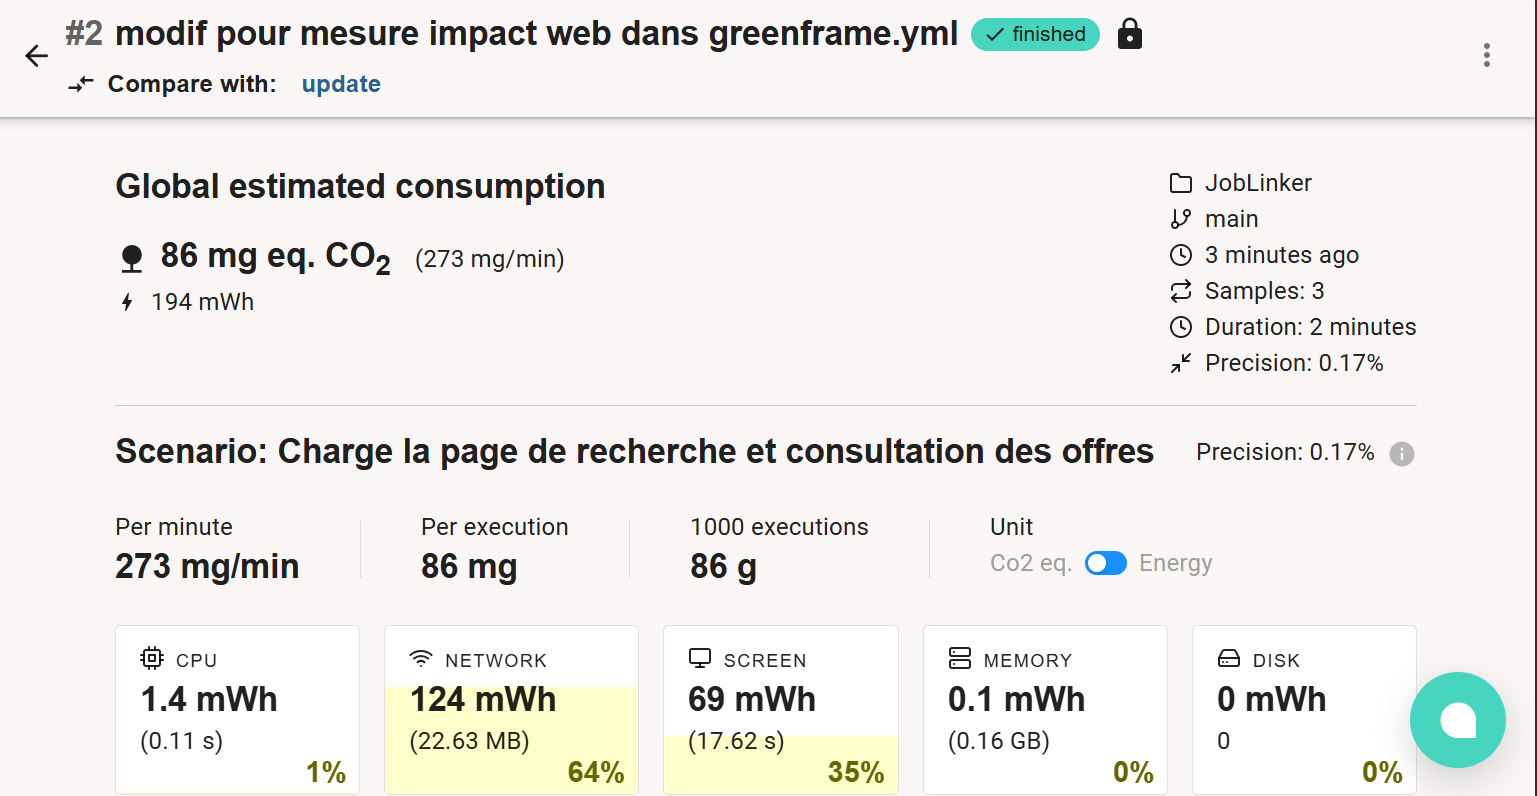 #2 modif pour mesure impact web dans greenframe.yml finished
Compare with: update
Global estimated consumption
86 mg eq. CO2 (273 mg/min)
194 mWh
JobLinker
main
3 minutes ago
Samples: 3
Duration: 2 minutes
Precision: 0.17%
Scenario: Charge la page de recherche et consultation des offres
Precision: 0.17%
Per minute
273 mg/min
Per execution
86 mg
1000 executions
86 g
Unit
Co2 eq. Energy
CPU
1.4 mWh
(0.11 s)
1%
NETWORK
124 mWh
(22.63 MB)
64%
SCREEN
69 mWh
(17.62 s)
35%
MEMORY
0.1 mWh
(0.16 GB)
0%
DISK
0 mWh
0
0%